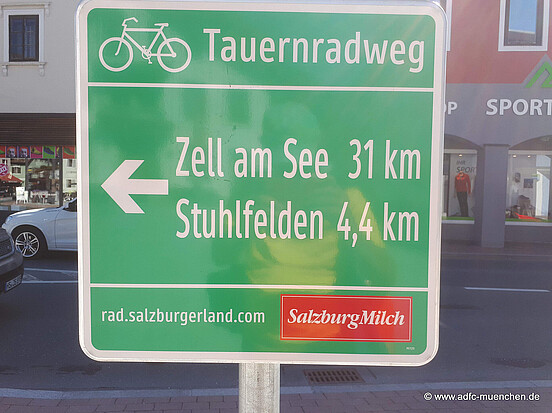 Tauernradweg
Zell am See 31 km
Stuhlfelden 4,4 km
rad.salzburgerland.com
SalzburgMilch
OP
SPORT
© www.adfc-muenchen.de